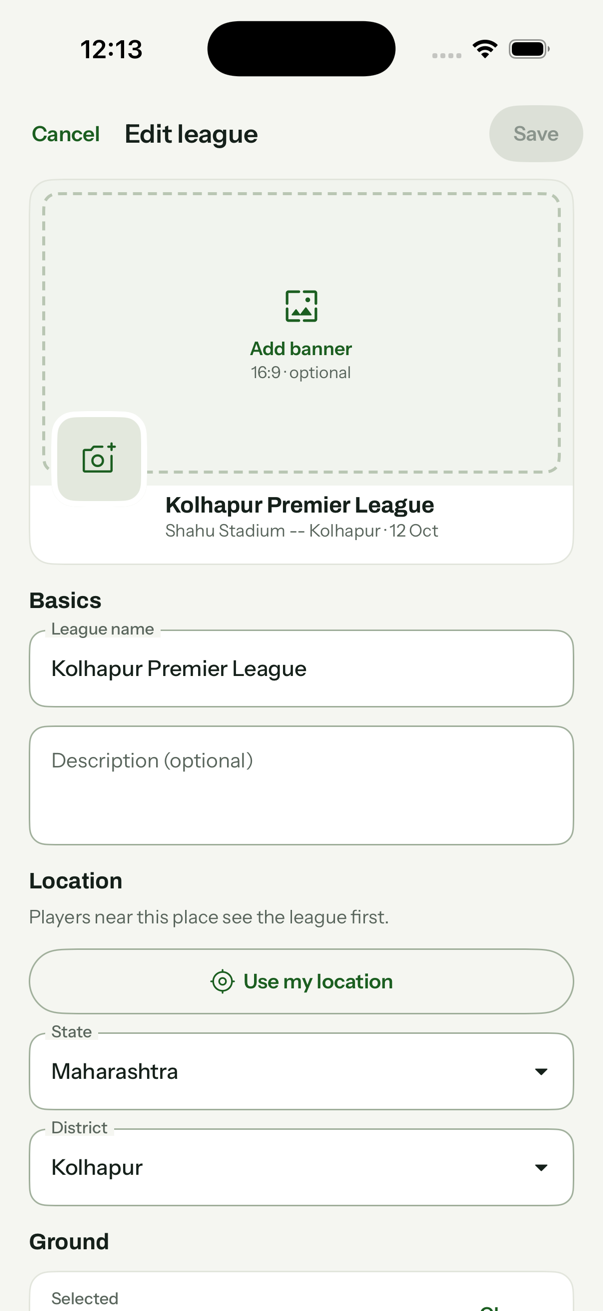 12:13
Cancel
Edit league
Save
Add banner
16:9 · optional
Kolhapur Premier League
Shahu Stadium -- Kolhapur · 12 Oct
Basics
League name
Kolhapur Premier League
Description (optional)
Location
Players near this place see the league first.
Use my location
State
Maharashtra
District
Kolhapur
Ground
Selected